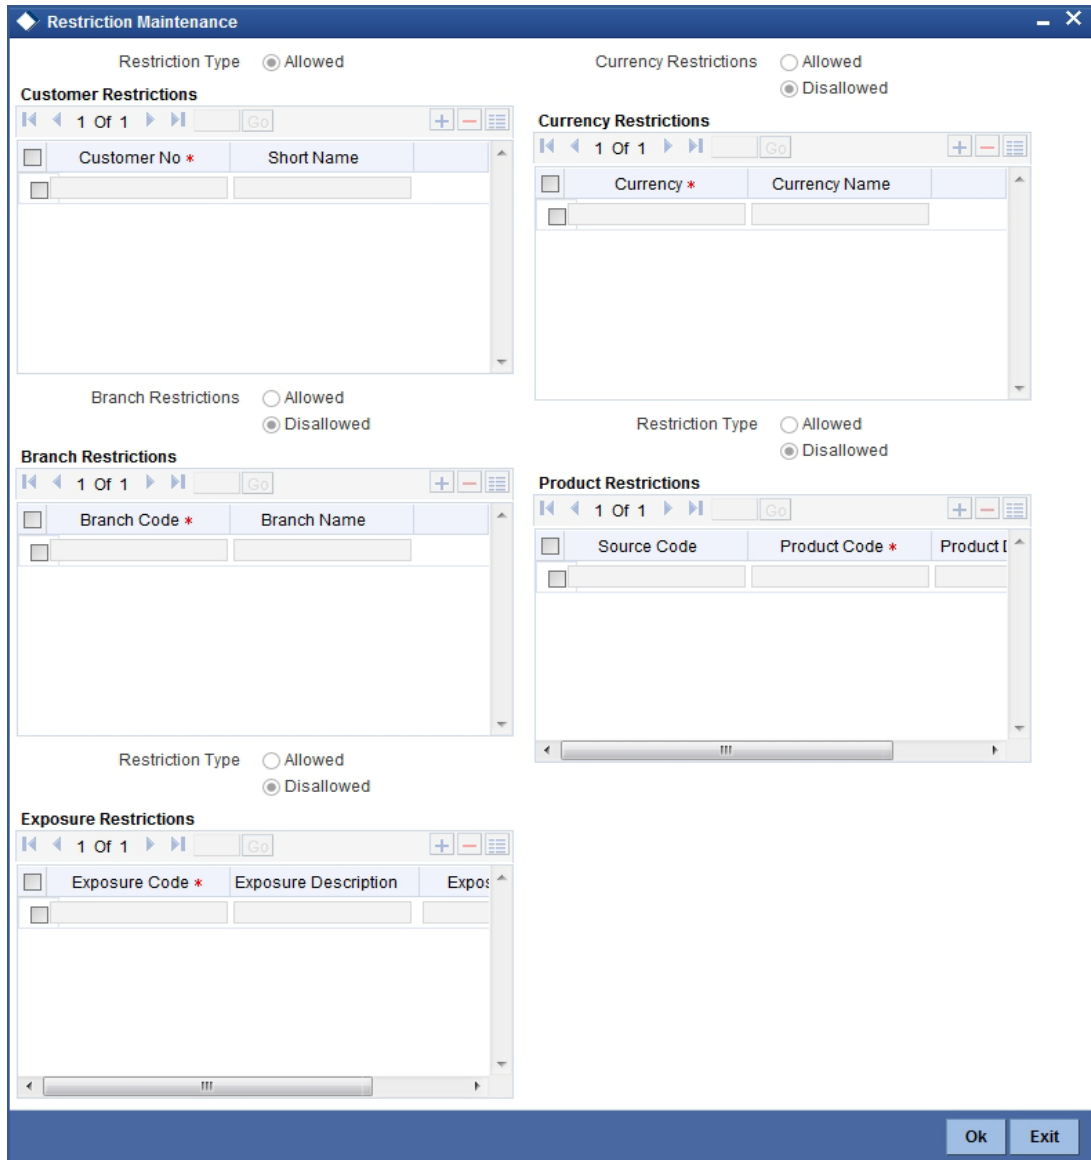 Restriction Maintenance
Restriction Type Allowed
Customer Restrictions
1 Of 1 Go
Customer No * Short Name
Branch Restrictions Allowed
Disallowed
Branch Restrictions
1 Of 1 Go
Branch Code * Branch Name
Restriction Type Allowed
Disallowed
Exposure Restrictions
1 Of 1 Go
Exposure Code * Exposure Description Expos
Currency Restrictions Allowed
Disallowed
Currency Restrictions
1 Of 1 Go
Currency * Currency Name
Restriction Type Allowed
Disallowed
Product Restrictions
1 Of 1 Go
Source Code Product Code * Product D
Ok Exit